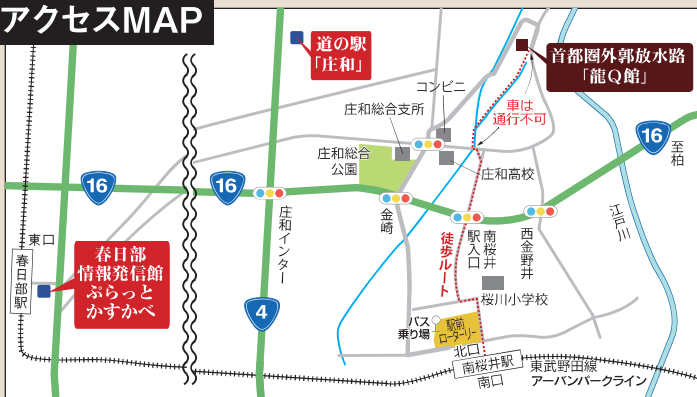 アクセスMAP
道の駅
「庄和」
首都圏外郭放水路
「龍Q館」
コンビニ
車は
通行不可
庄和総合支所
庄和総合
公園
庄和高校
16
至柏
16
16
江戸川
金崎
庄和インター
駅入口
南桜井
西金野井
東口
春日部駅
春日部
情報発信館
ぷらっと
かすかべ
徒歩ルート
桜川小学校
4
バス
乗り場
駅前
ロータリー
北口
南桜井駅
南口
東武野田線
アーバンパークライン